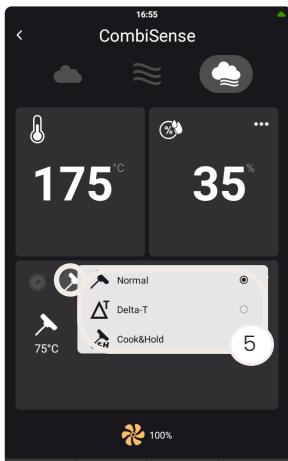 16:55
CombiSense
%
175 °C
35 %
Normal
Delta-T
Cook&Hold
C&H
75°C
5
100%